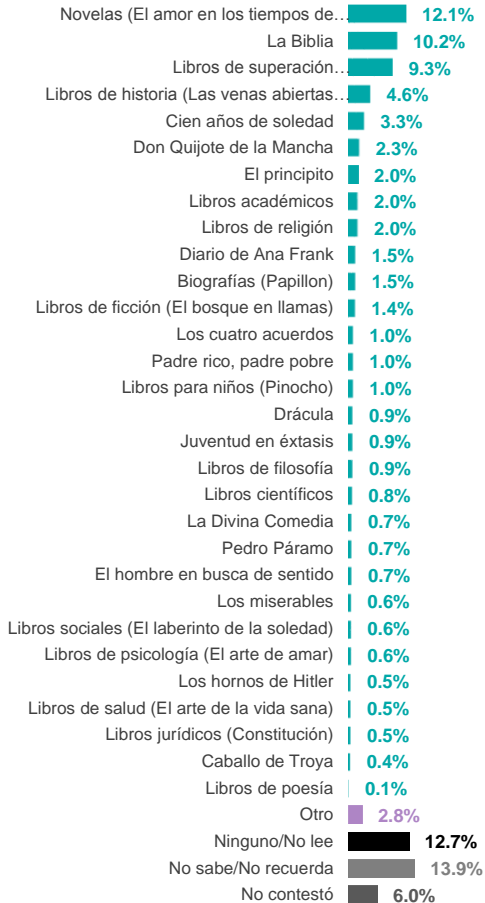 Novelas (El amor en los tiempos de… 12.1%
La Biblia 10.2%
Libros de superación… 9.3%
Libros de historia (Las venas abiertas… 4.6%
Cien años de soledad 3.3%
Don Quijote de la Mancha 2.3%
El principito 2.0%
Libros académicos 2.0%
Libros de religión 2.0%
Diario de Ana Frank 1.5%
Biografías (Papillon) 1.5%
Libros de ficción (El bosque en llamas) 1.4%
Los cuatro acuerdos 1.0%
Padre rico, padre pobre 1.0%
Libros para niños (Pinocho) 1.0%
Drácula 0.9%
Juventud en éxtasis 0.9%
Libros de filosofía 0.9%
Libros científicos 0.8%
La Divina Comedia 0.7%
Pedro Páramo 0.7%
El hombre en busca de sentido 0.7%
Los miserables 0.6%
Libros sociales (El laberinto de la soledad) 0.6%
Libros de psicología (El arte de amar) 0.6%
Los hornos de Hitler 0.5%
Libros de salud (El arte de la vida sana) 0.5%
Libros jurídicos (Constitución) 0.5%
Caballo de Troya 0.4%
Libros de poesía 0.1%
Otro 2.8%
Ninguno/No lee 12.7%
No sabe/No recuerda 13.9%
No contestó 6.0%